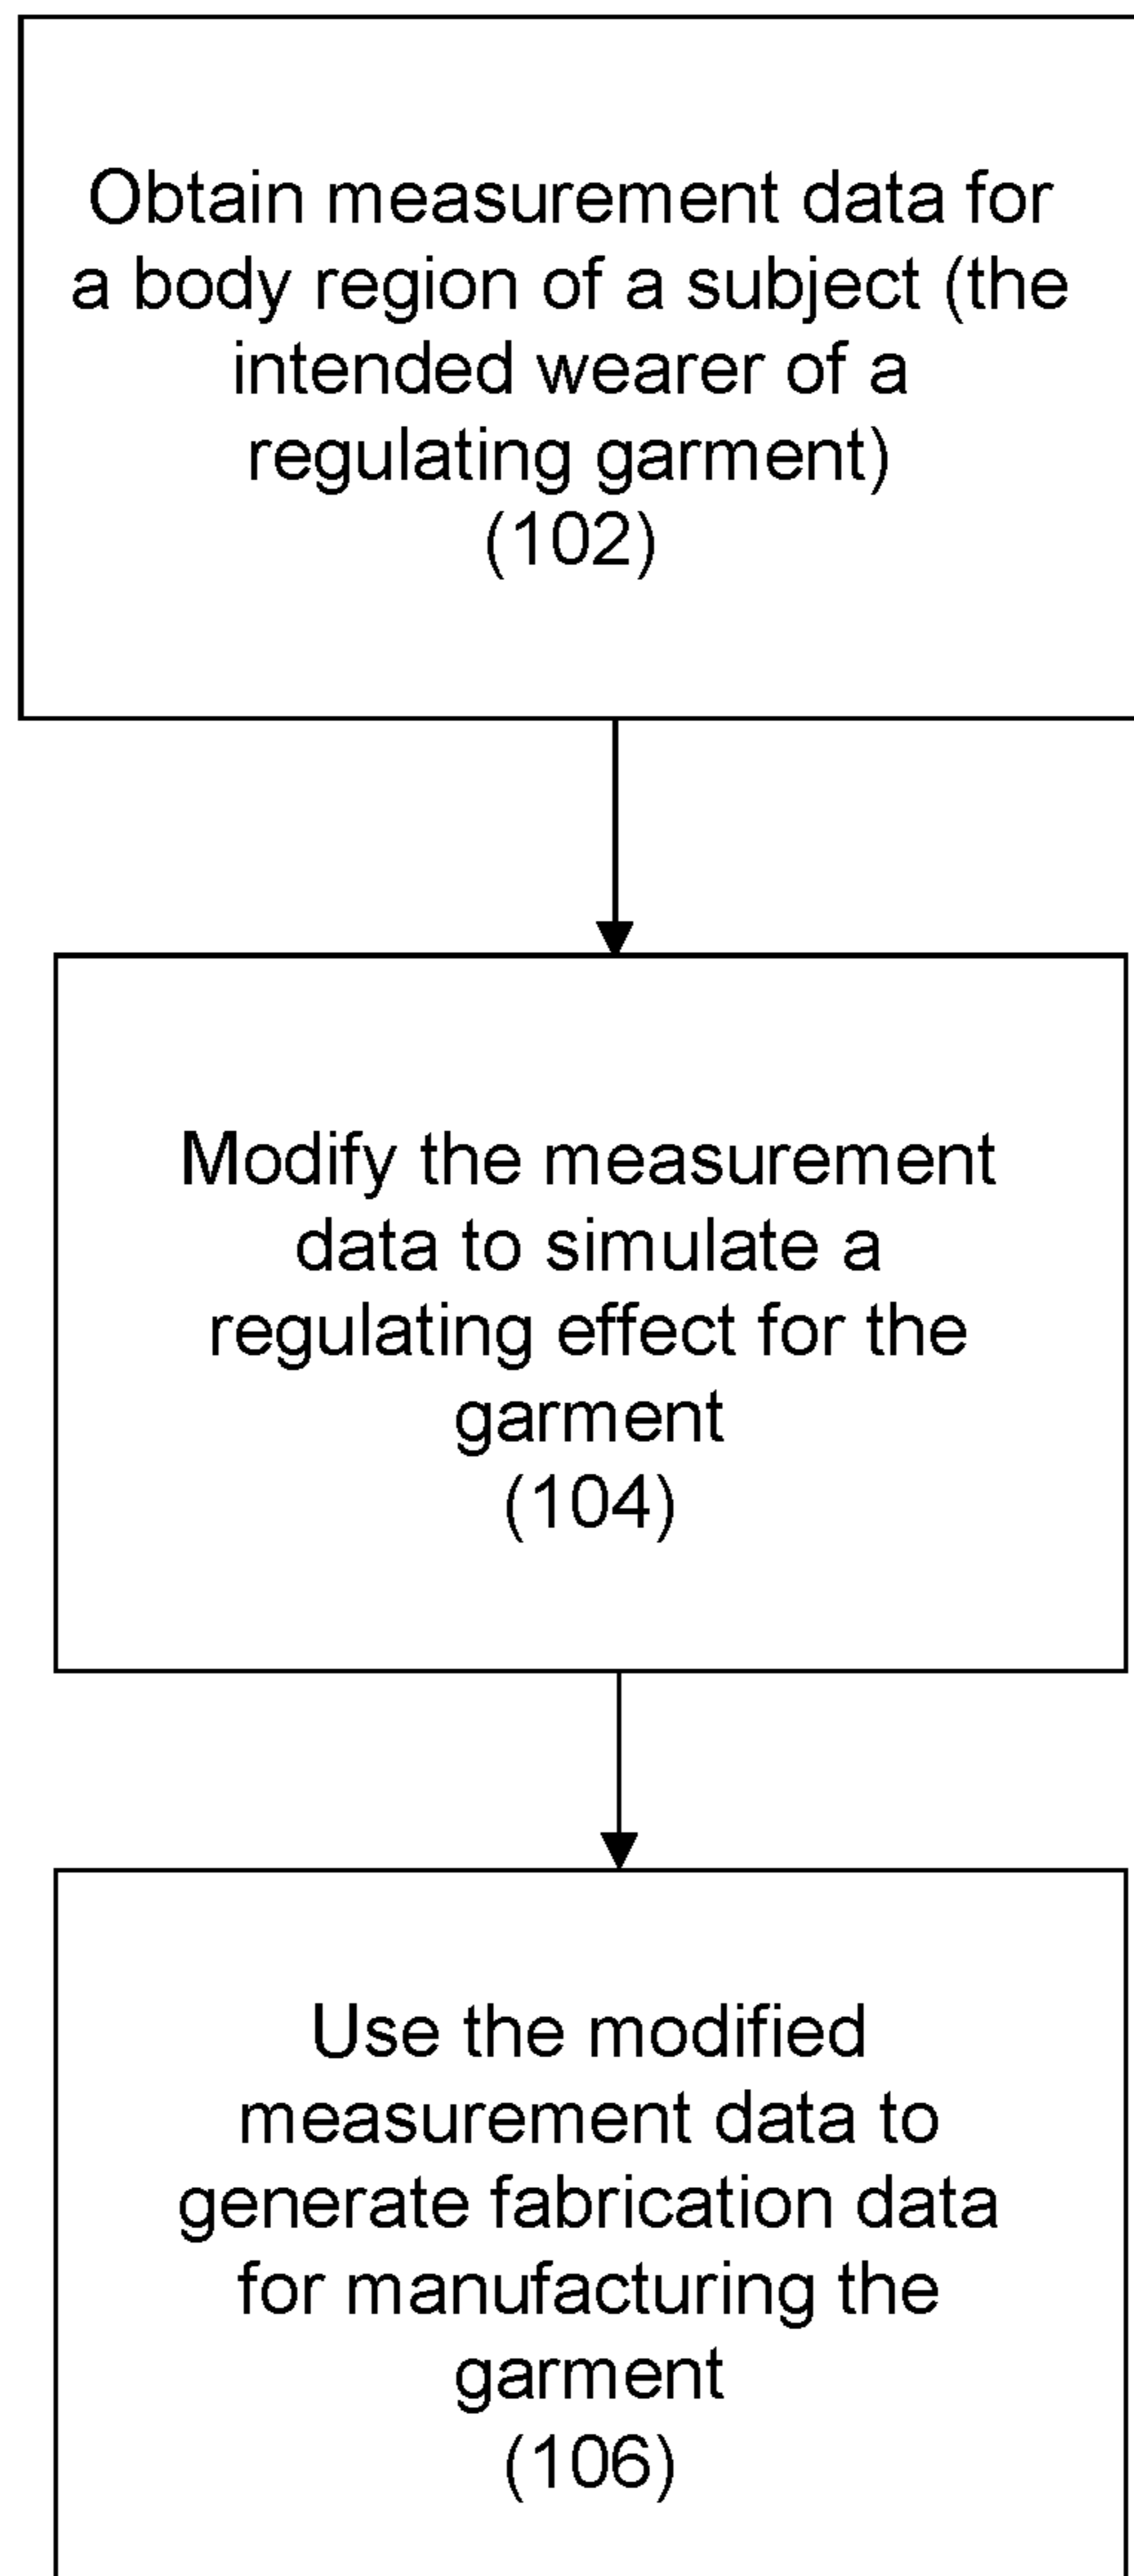 Obtain measurement data for
a body region of a subject (the
intended wearer of a
regulating garment)
(102)
Modify the measurement
data to simulate a
regulating effect for the
garment
(104)
Use the modified
measurement data to
generate fabrication data
for manufacturing the
garment
(106)